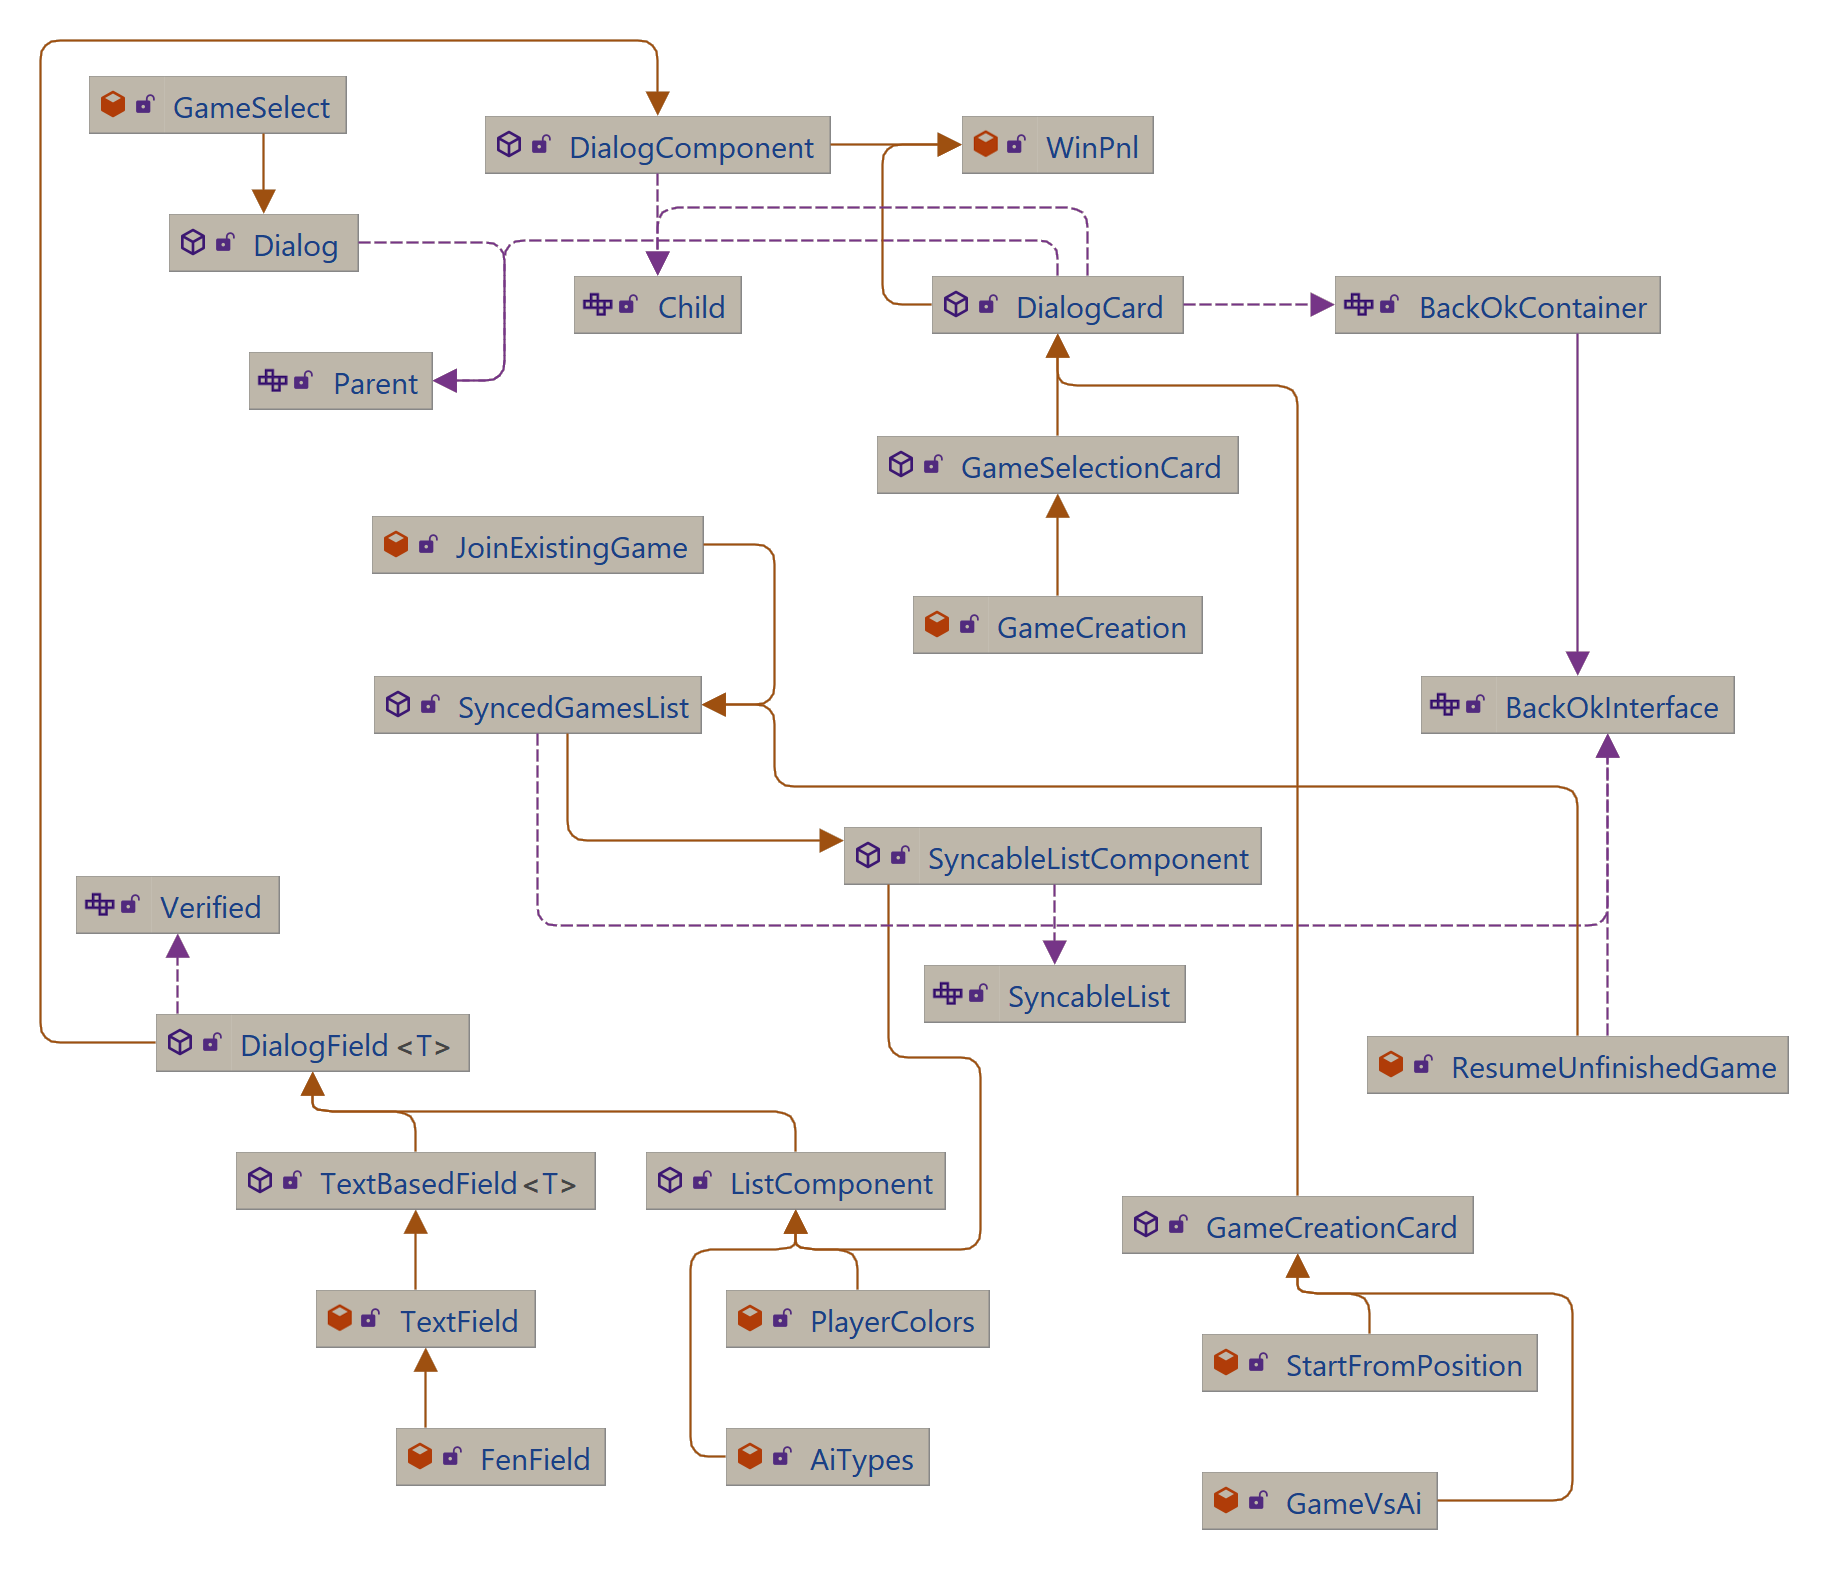 GameSelect
DialogComponent
WinPnl
Dialog
Child
DialogCard
BackOkContainer
Parent
GameSelectionCard
JoinExistingGame
GameCreation
SyncedGamesList
BackOkInterface
SyncableListComponent
Verified
SyncableList
DialogField <T>
ResumeUnfinishedGame
TextBasedField <T>
ListComponent
GameCreationCard
TextField
PlayerColors
StartFromPosition
FenField
AiTypes
GameVsAi